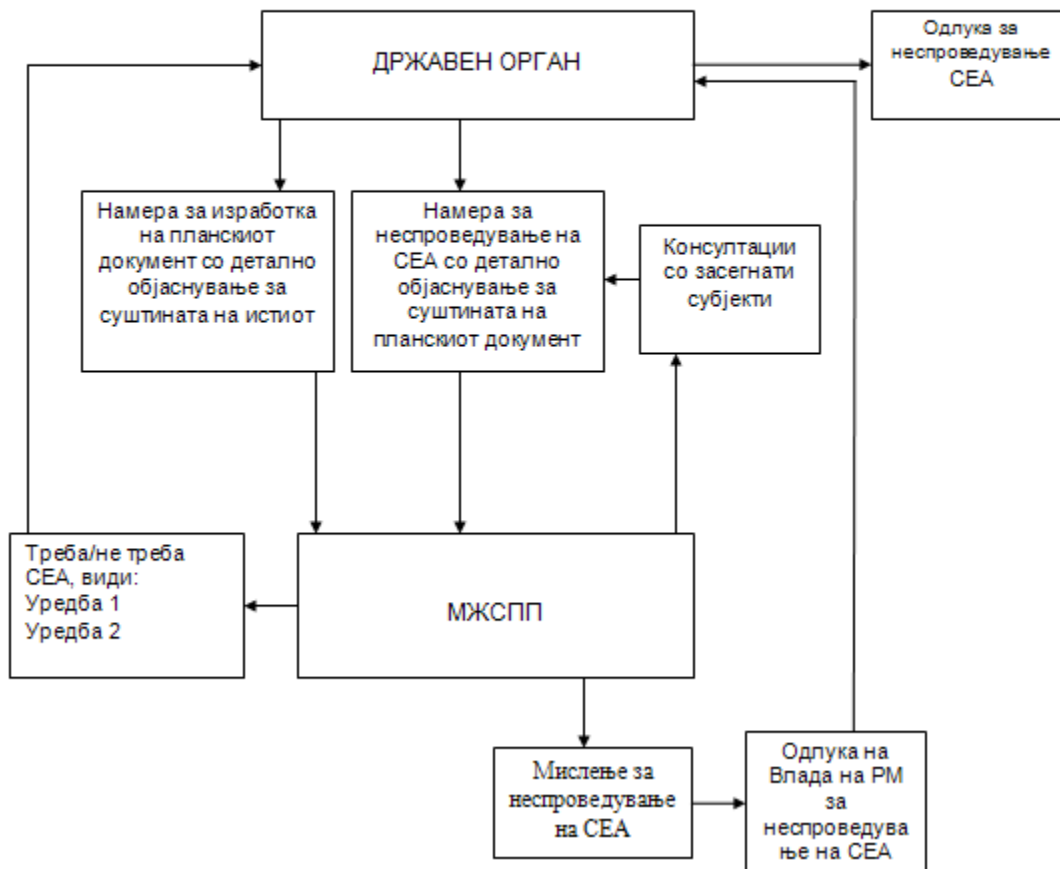 ДРЖАВЕН ОРГАН
Одлука за
неспроведување
СЕА
Намера за изработка
на планскиот
документ со детално
објаснување за
суштината на истиот
Намера за
неспроведување на
СЕА со детално
објаснување за
суштината на
планскиот документ
Консултации
со засегнати
субјекти
Треба/не треба
СЕА, види:
Уредба 1
Уредба 2
МЖСПП
Мислење за
неспроведување
на СЕА
Одлука на
Влада на РМ
за
неспроведува
ње на СЕА